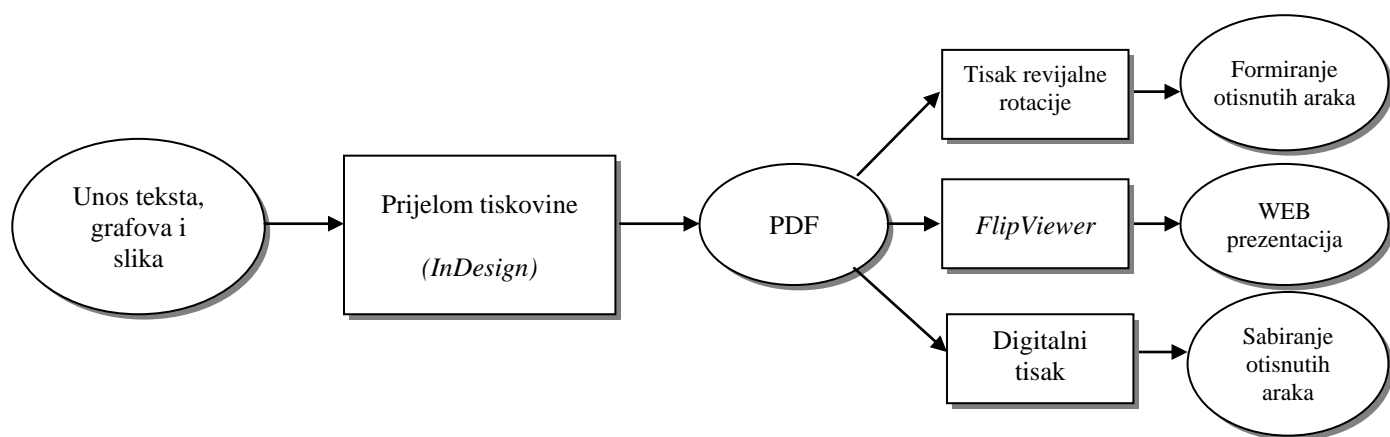 Unos teksta,
grafova i
slika
Prijelom tiskovine
(InDesign)
PDF
Tisak revijalne
rotacije
Formiranje
otisnutih araka
FlipViewer
WEB
prezentacija
Digitalni
tisak
Sabiranje
otisnutih
araka